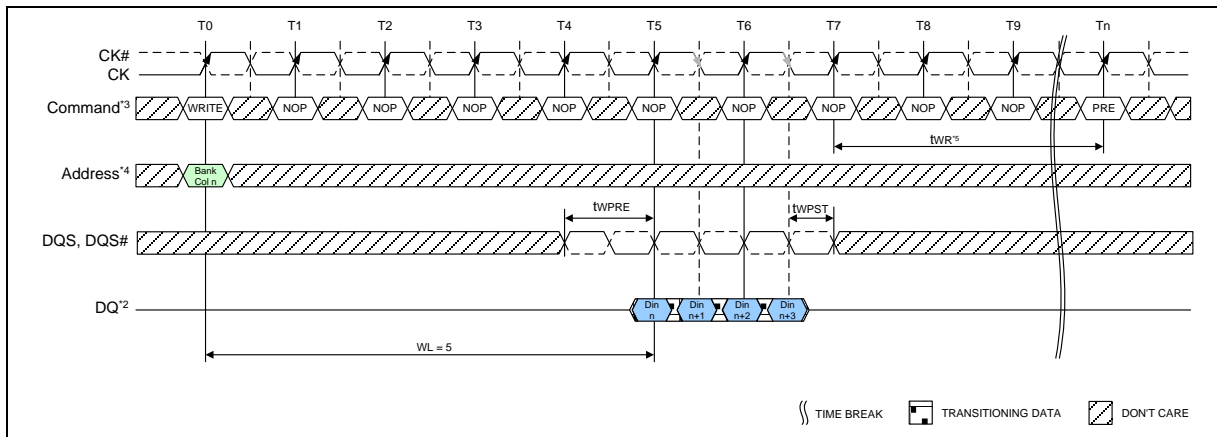 T0 T1 T2 T3 T4 T5 T6 T7 T8 T9 Tn
CK#
CK
Command*3 WRITE NOP NOP NOP NOP NOP NOP NOP NOP NOP PRE
tWR*5
Address*4 Bank
Col n
tWPRE tWPST
DQS, DQS#
DQ*2 Din n Din n+1 Din n+2 Din n+3
WL = 5
TIME BREAK TRANSITIONING DATA DON'T CARE